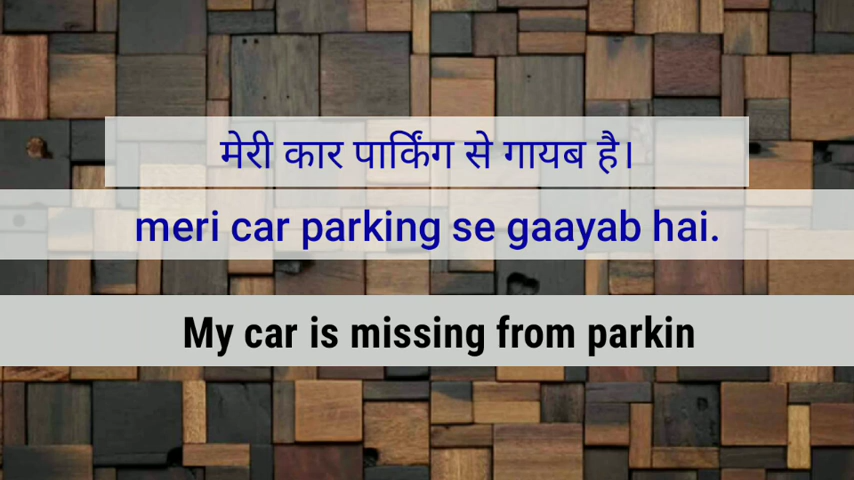 मेरी कार पार्किंग से गायब है।
meri car parking se gaayab hai.
My car is missing from parkin